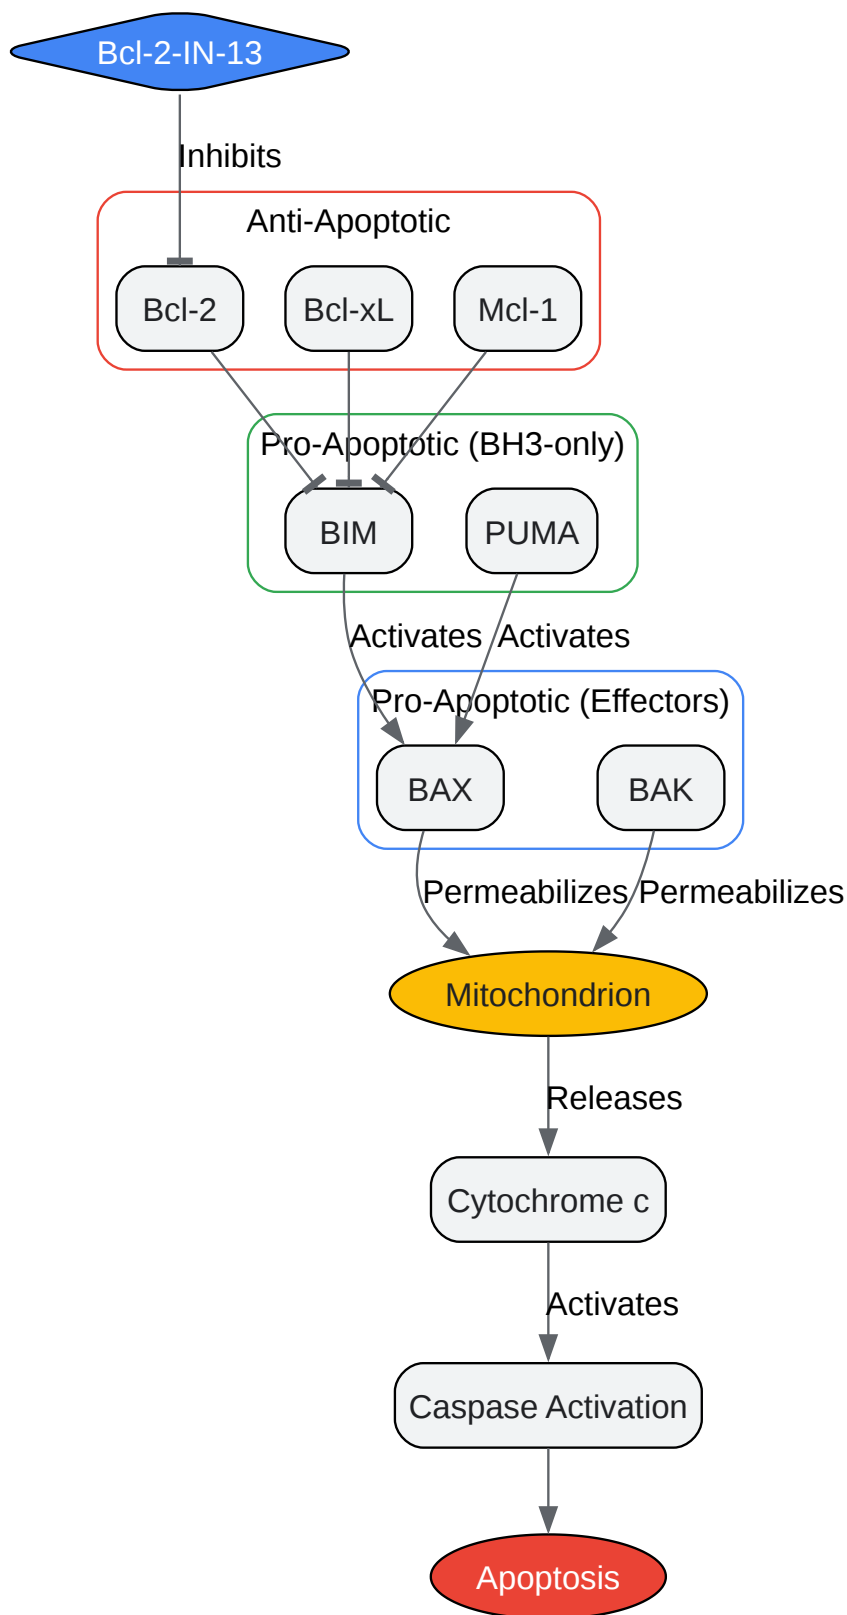 Bcl-2-IN-13
Inhibits
Anti-Apoptotic
Bcl-2
Bcl-xL
Mcl-1
Pro-Apoptotic (BH3-only)
BIM
PUMA
Activates
Activates
Pro-Apoptotic (Effectors)
BAX
BAK
Permeabilizes
Permeabilizes
Mitochondrion
Releases
Cytochrome c
Activates
Caspase Activation
Apoptosis